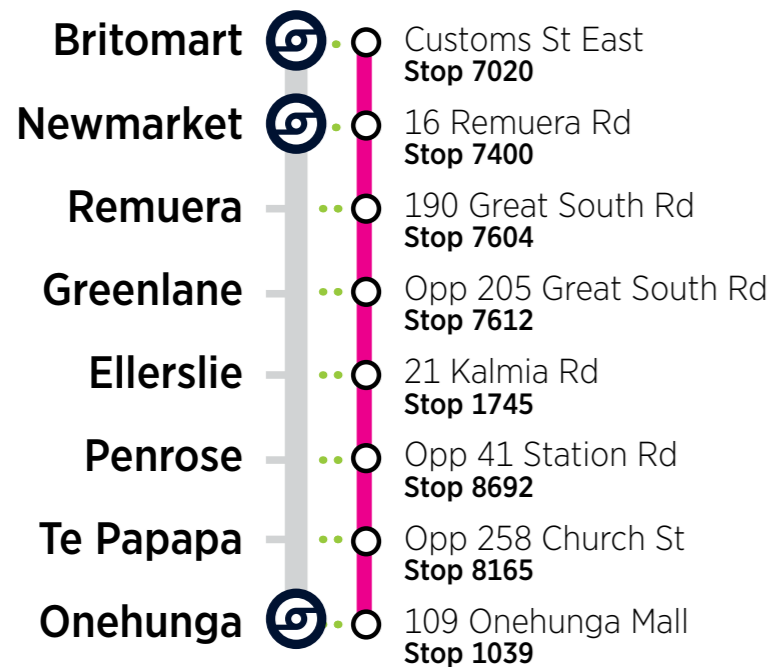 Britomart
Customs St East
Stop 7020
Newmarket
16 Remuera Rd
Stop 7400
Remuera
190 Great South Rd
Stop 7604
Greenlane
Opp 205 Great South Rd
Stop 7612
Ellerslie
21 Kalmia Rd
Stop 1745
Penrose
Opp 41 Station Rd
Stop 8692
Te Papapa
Opp 258 Church St
Stop 8165
Onehunga
109 Onehunga Mall
Stop 1039